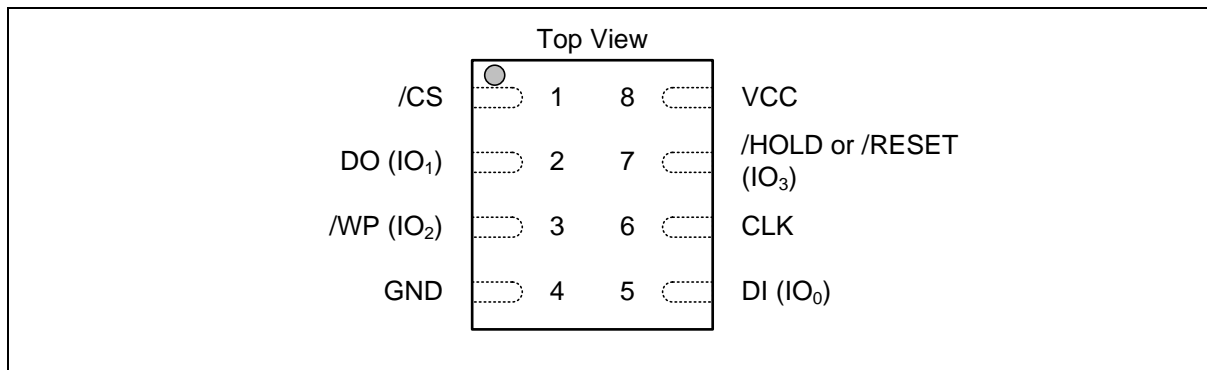 Top View
/CS 1 8 VCC
DO (IO₁) 2 7 /HOLD or /RESET
(IO₃)
/WP (IO₂) 3 6 CLK
GND 4 5 DI (IO₀)